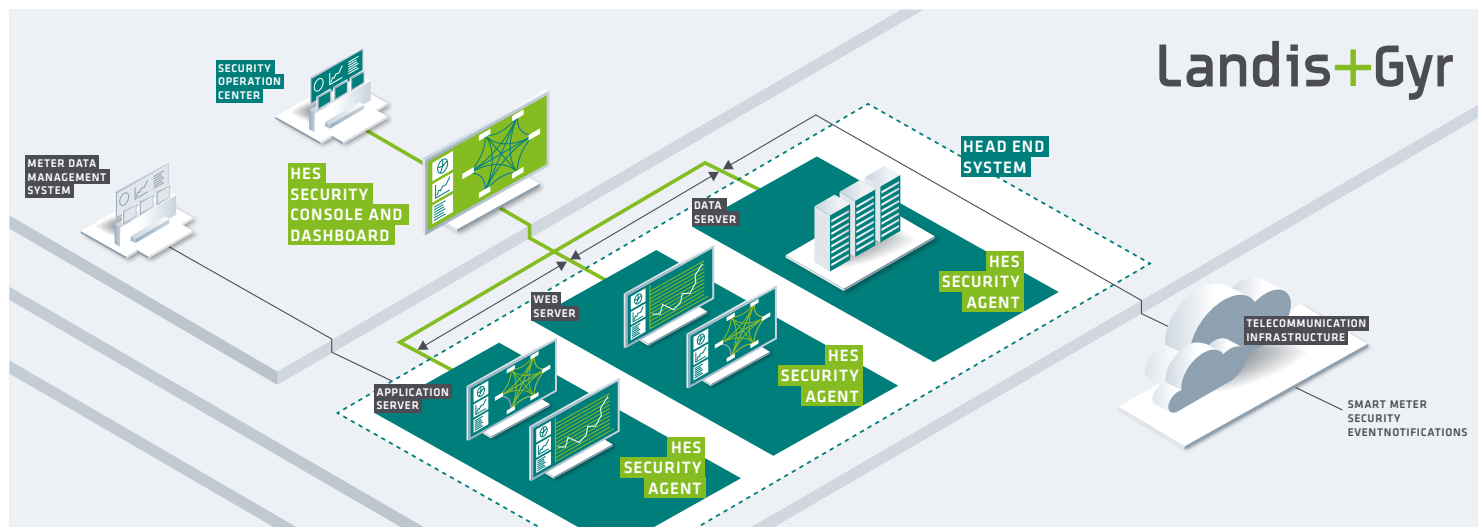 Landis+Gyr
SECURITY
OPERATION
CENTER
METER DATA
MANAGEMENT
SYSTEM
HES
SECURITY
CONSOLE AND
DASHBOARD
HEAD END
SYSTEM
DATA
SERVER
HES
SECURITY
AGENT
WEB
SERVER
TELECOMMUNICATION
INFRASTRUCTURE
HES
SECURITY
AGENT
APPLICATION
SERVER
SMART METER
SECURITY
EVENTNOTIFICATIONS
HES
SECURITY
AGENT